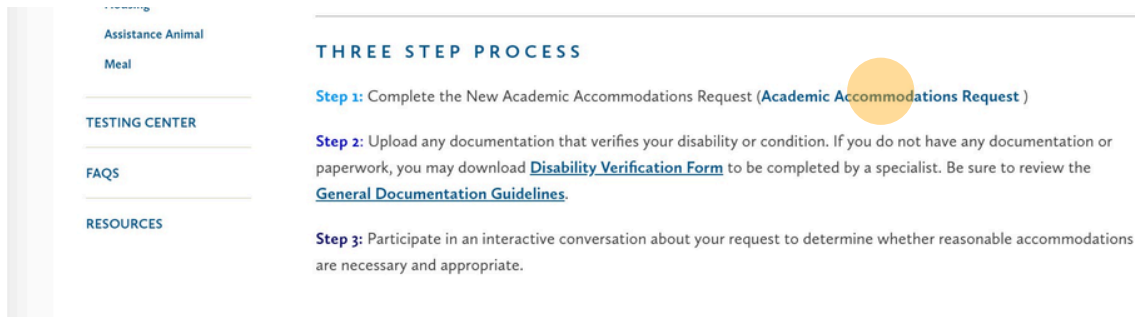 Housing
Assistance Animal
Meal
TESTING CENTER
FAQS
RESOURCES
THREE STEP PROCESS
Step 1: Complete the New Academic Accommodations Request (Academic Accommodations Request )
Step 2: Upload any documentation that verifies your disability or condition. If you do not have any documentation or
paperwork, you may download Disability Verification Form to be completed by a specialist. Be sure to review the
General Documentation Guidelines.
Step 3: Participate in an interactive conversation about your request to determine whether reasonable accommodations
are necessary and appropriate.